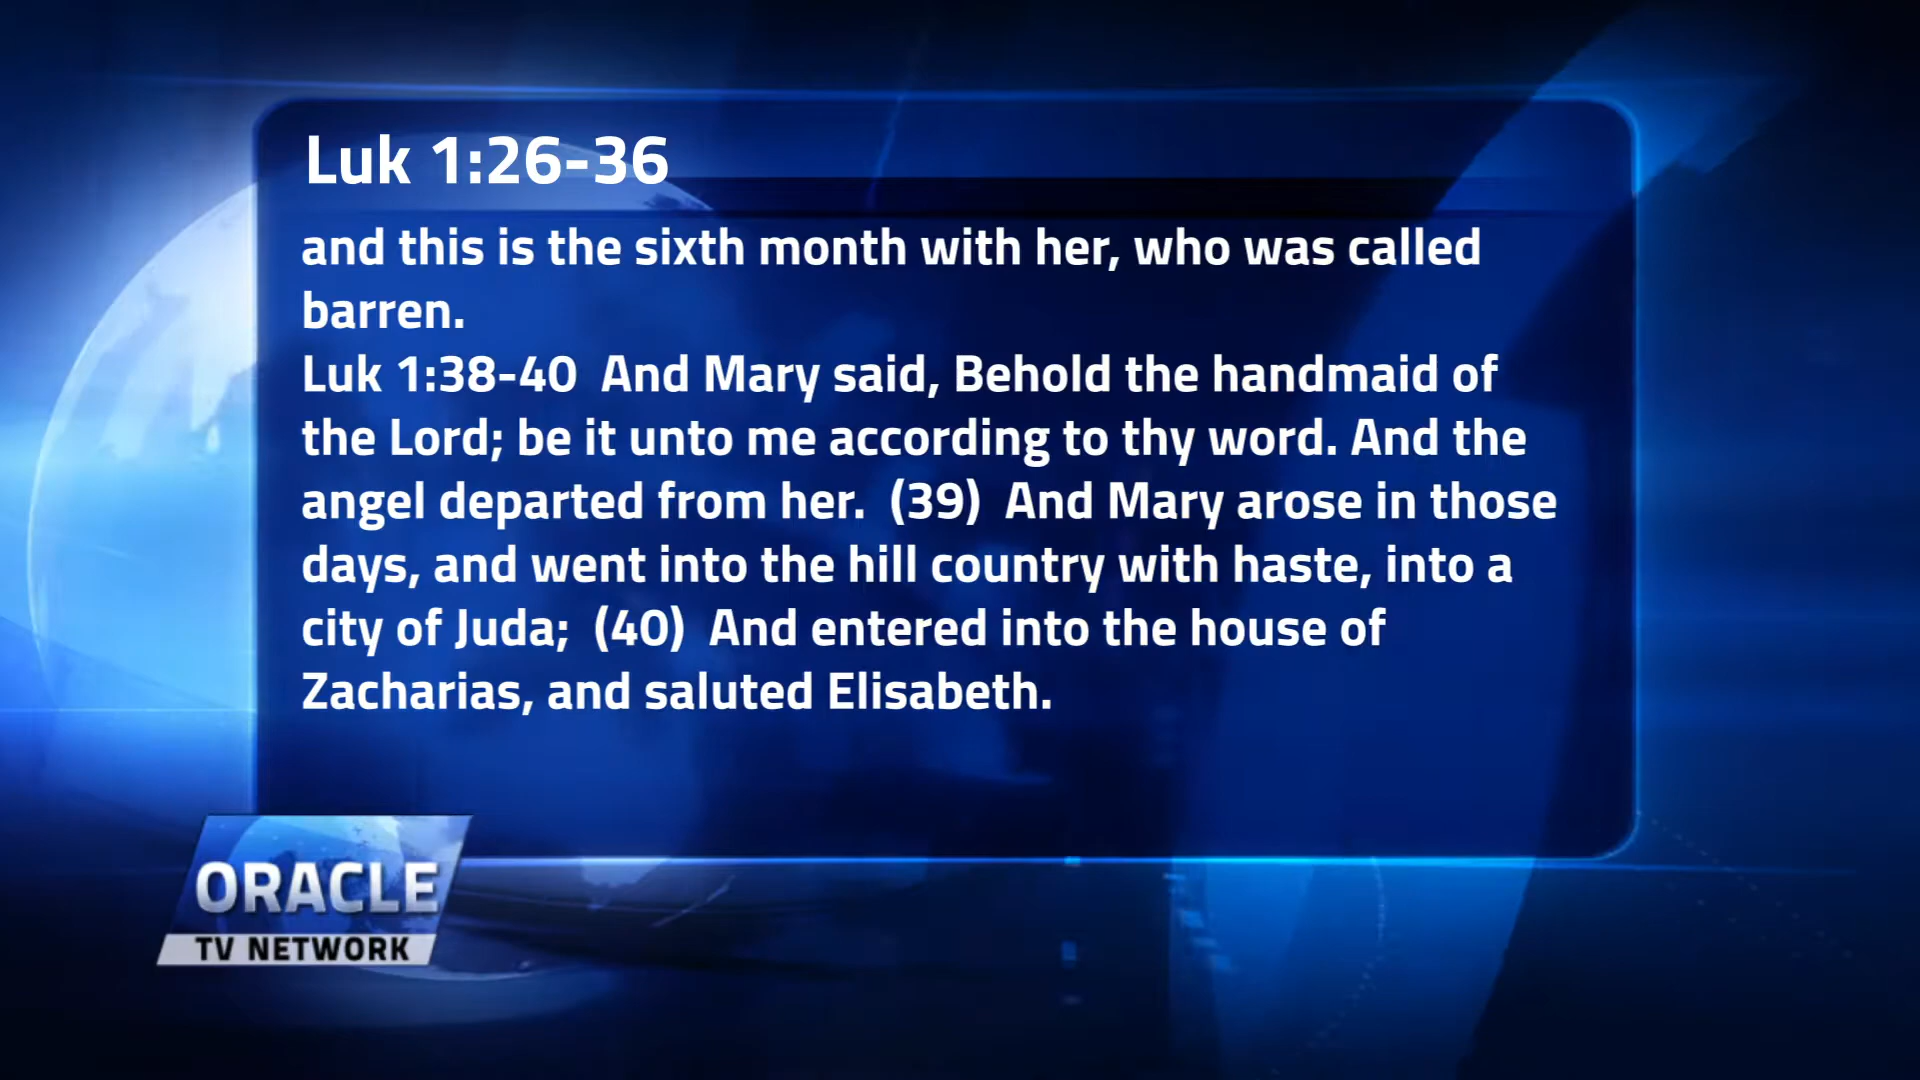 Luk 1:26-36
and this is the sixth month with her, who was called
barren.
Luk 1:38-40  And Mary said, Behold the handmaid of
the Lord; be it unto me according to thy word. And the
angel departed from her.  (39)  And Mary arose in those
days, and went into the hill country with haste, into a
city of Juda;  (40)  And entered into the house of
Zacharias, and saluted Elisabeth.
ORACLE
TV NETWORK